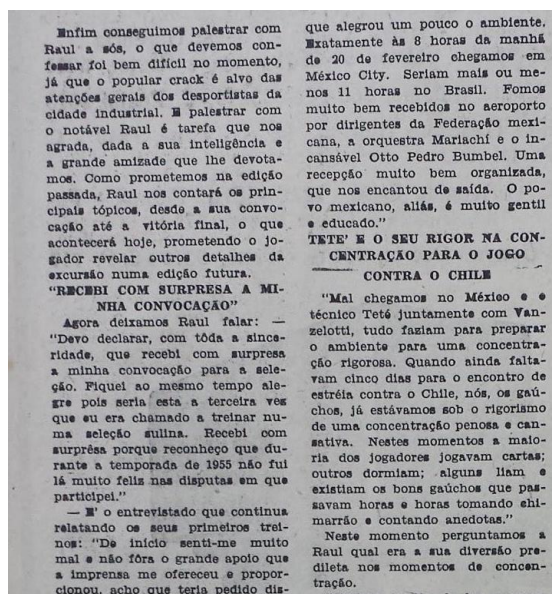 Enfim conseguimos palestrar com
Raul a sós, o que devemos con-
fessar foi bem difícil no momento,
já que o popular crack é alvo das
atenções gerais dos desportistas da
cidade industrial. E palestrar com
o notável Raul é tarefa que nos
agrada, dada a sua inteligência e
a grande amizade que lhe devota-
mos. Como prometemos na edição
passada, Raul nos contará os prin-
cipais tópicos, desde a sua convo-
cação até a vitória final, o que
acontecerá hoje, prometendo o jo-
gador revelar outros detalhes da
excursão numa edição futura.
"RECEBI COM SURPRESA A MI-
NHA CONVOCAÇÃO"
Agora deixamos Raul falar: —
"Devo declarar, com tôda a since-
ridade, que recebi com surpresa
a minha convocação para a sele-
ção. Fiquei ao mesmo tempo ale-
gre pois seria esta a terceira vez
que eu era chamado a treinar nu-
ma seleção sulina. Recebi com
surprêsa porque reconheço que du-
rante a temporada de 1955 não fui
lá muito feliz nas disputas em que
participei."
— E' o entrevistado que continua
relatando os seus primeiros trei-
nos: "De início senti-me muito
mal e não fôra o grande apoio que
a imprensa me ofereceu e propor-
cionou, acho que teria pedido dis-
que alegrou um pouco o ambiente.
Exatamente às 8 horas da manhã
de 20 de fevereiro chegamos em
México City. Seriam mais ou me-
nos 11 horas no Brasil. Fomos
muito bem recebidos no aeroporto
por dirigentes da Federação mexi-
cana, a orquestra Mariachi e o in-
cansável Otto Pedro Bumbel. Uma
recepção muito bem organizada,
que nos encantou de saída. O po-
vo mexicano, aliás, é muito gentil
e educado."
TETE' E O SEU RIGOR NA CON-
CENTRAÇÃO PARA O JOGO
CONTRA O CHILE
"Mal chegamos no México e o
técnico Teté juntamente com Van-
zelotti, tudo faziam para preparar
o ambiente para uma concentra-
ção rigorosa. Quando ainda falta-
vam cinco dias para o encontro de
estréia contra o Chile, nós, os gaú-
chos, já estávamos sob o rigorismo
de uma concentração penosa e can-
sativa. Nestes momentos a maio-
ria dos jogadores jogavam cartas;
outros dormiam; alguns liam e
existiam os bons gaúchos que pas-
savam horas e horas tomando chi-
marrão e contando anedotas."
Neste momento perguntamos a
Raul qual era a sua diversão pre-
dileta nos momentos de concen-
tração.